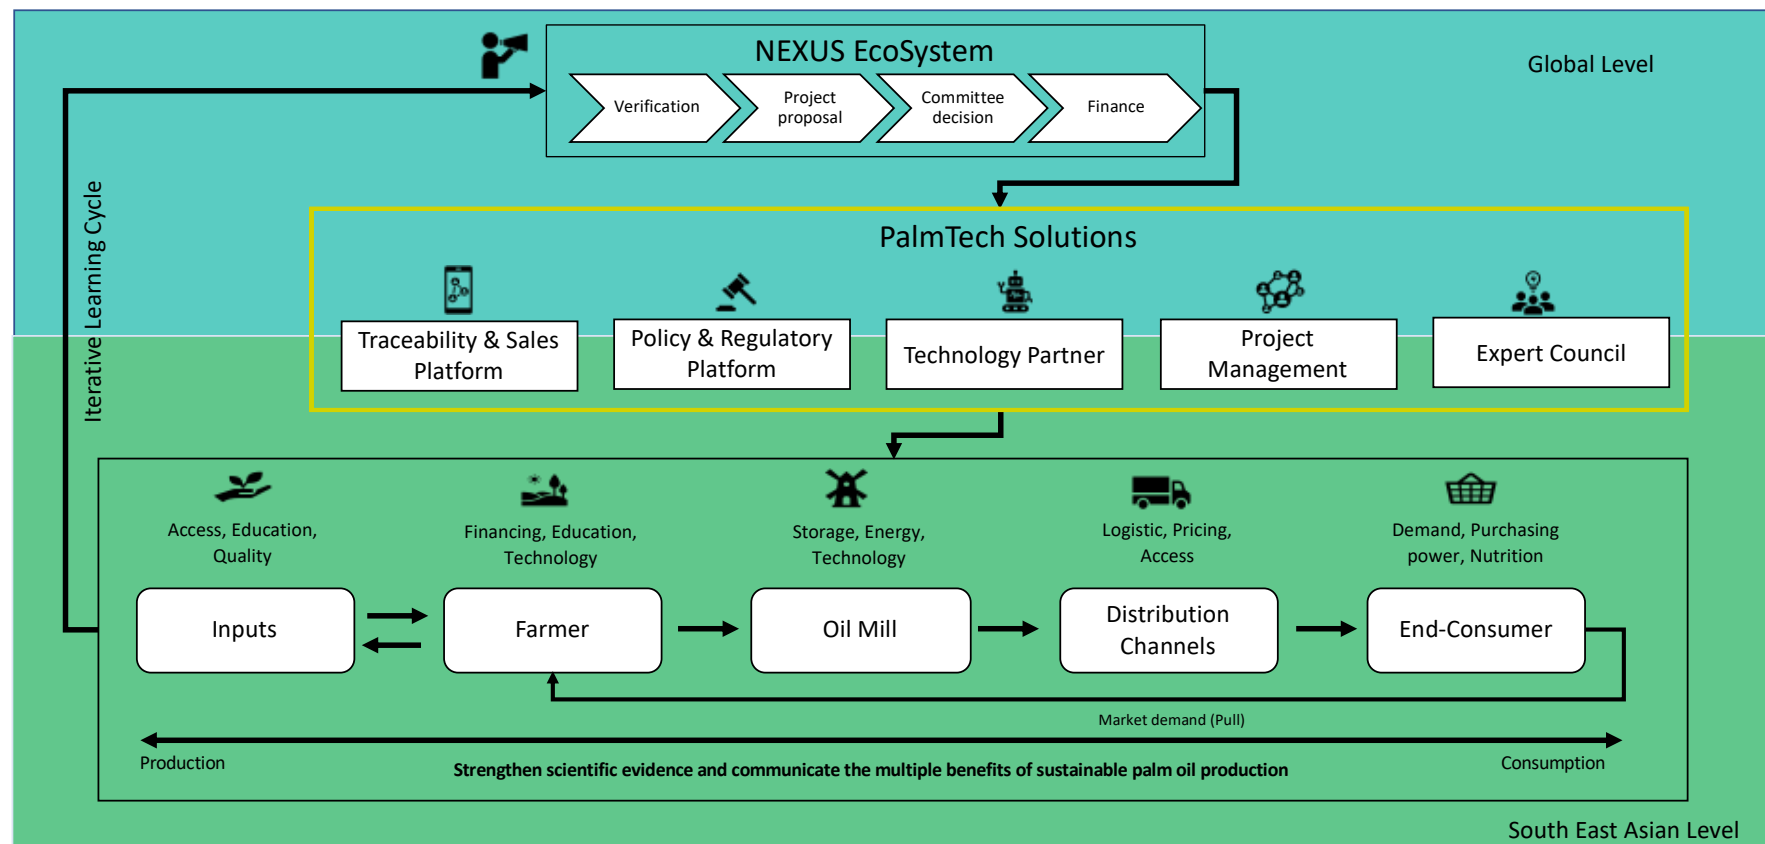 NEXUS EcoSystem
Global Level
Verification
Project
proposal
Committee
decision
Finance
Iterative Learning Cycle
PalmTech Solutions
Traceability & Sales
Platform
Policy & Regulatory
Platform
Technology Partner
Project
Management
Expert Council
Access, Education,
Quality
Financing, Education,
Technology
Storage, Energy,
Technology
Logistic, Pricing,
Access
Demand, Purchasing
power, Nutrition
Inputs
Farmer
Oil Mill
Distribution
Channels
End-Consumer
Market demand (Pull)
Production
Consumption
Strengthen scientific evidence and communicate the multiple benefits of sustainable palm oil production
South East Asian Level